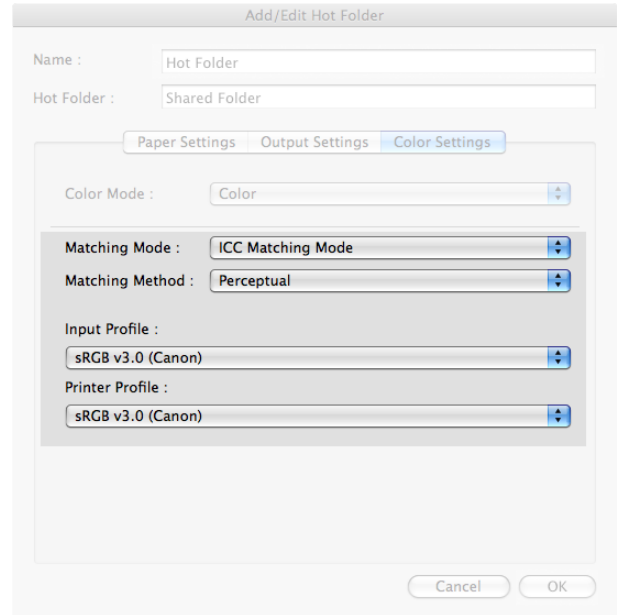 Add/Edit Hot Folder
Name : Hot Folder
Hot Folder : Shared Folder
Paper Settings Output Settings Color Settings
Color Mode : Color
Matching Mode : ICC Matching Mode
Matching Method : Perceptual
Input Profile :
sRGB v3.0 (Canon)
Printer Profile :
sRGB v3.0 (Canon)
Cancel OK